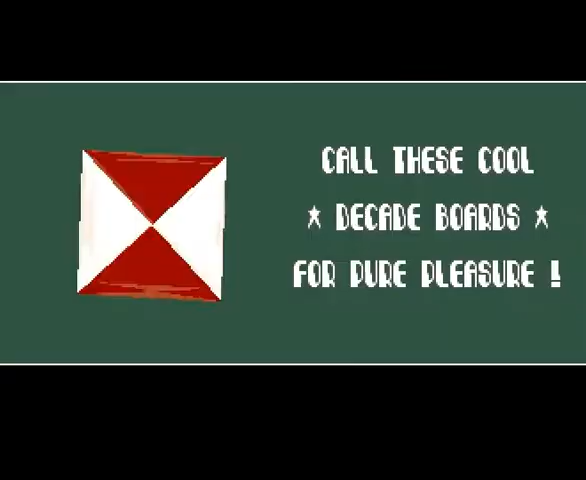 CALL THESE COOL
★ DECADE BOARDS ★
FOR PURE PLEASURE !